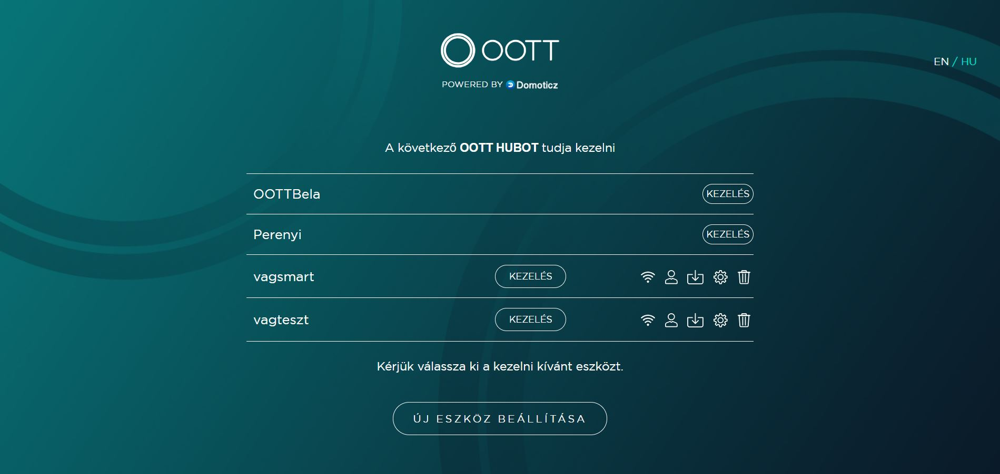 OOTT
EN / HU
POWERED BY Domoticz
A következő OOTT HUBOT tudja kezelni
OOTTBela KEZELÉS
Perenyi KEZELÉS
vagsmart KEZELÉS
vagteszt KEZELÉS
Kérjük válassza ki a kezelni kívánt eszközt.
ÚJ ESZKÖZ BEÁLLÍTÁSA